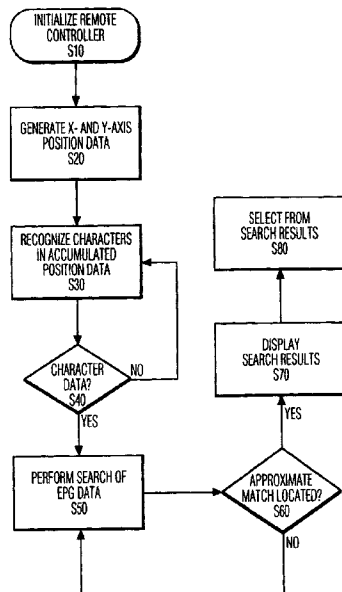 INITIALIZE REMOTE
CONTROLLER
S10
GENERATE X- AND Y-AXIS
POSITION DATA
S20
RECOGNIZE CHARACTERS
IN ACCUMULATED
POSITION DATA
S30
CHARACTER
DATA?
S40
NO
YES
PERFORM SEARCH OF
EPG DATA
S50
APPROXIMATE
MATCH LOCATED?
S60
NO
YES
DISPLAY
SEARCH RESULTS
S70
SELECT FROM
SEARCH RESULTS
S80